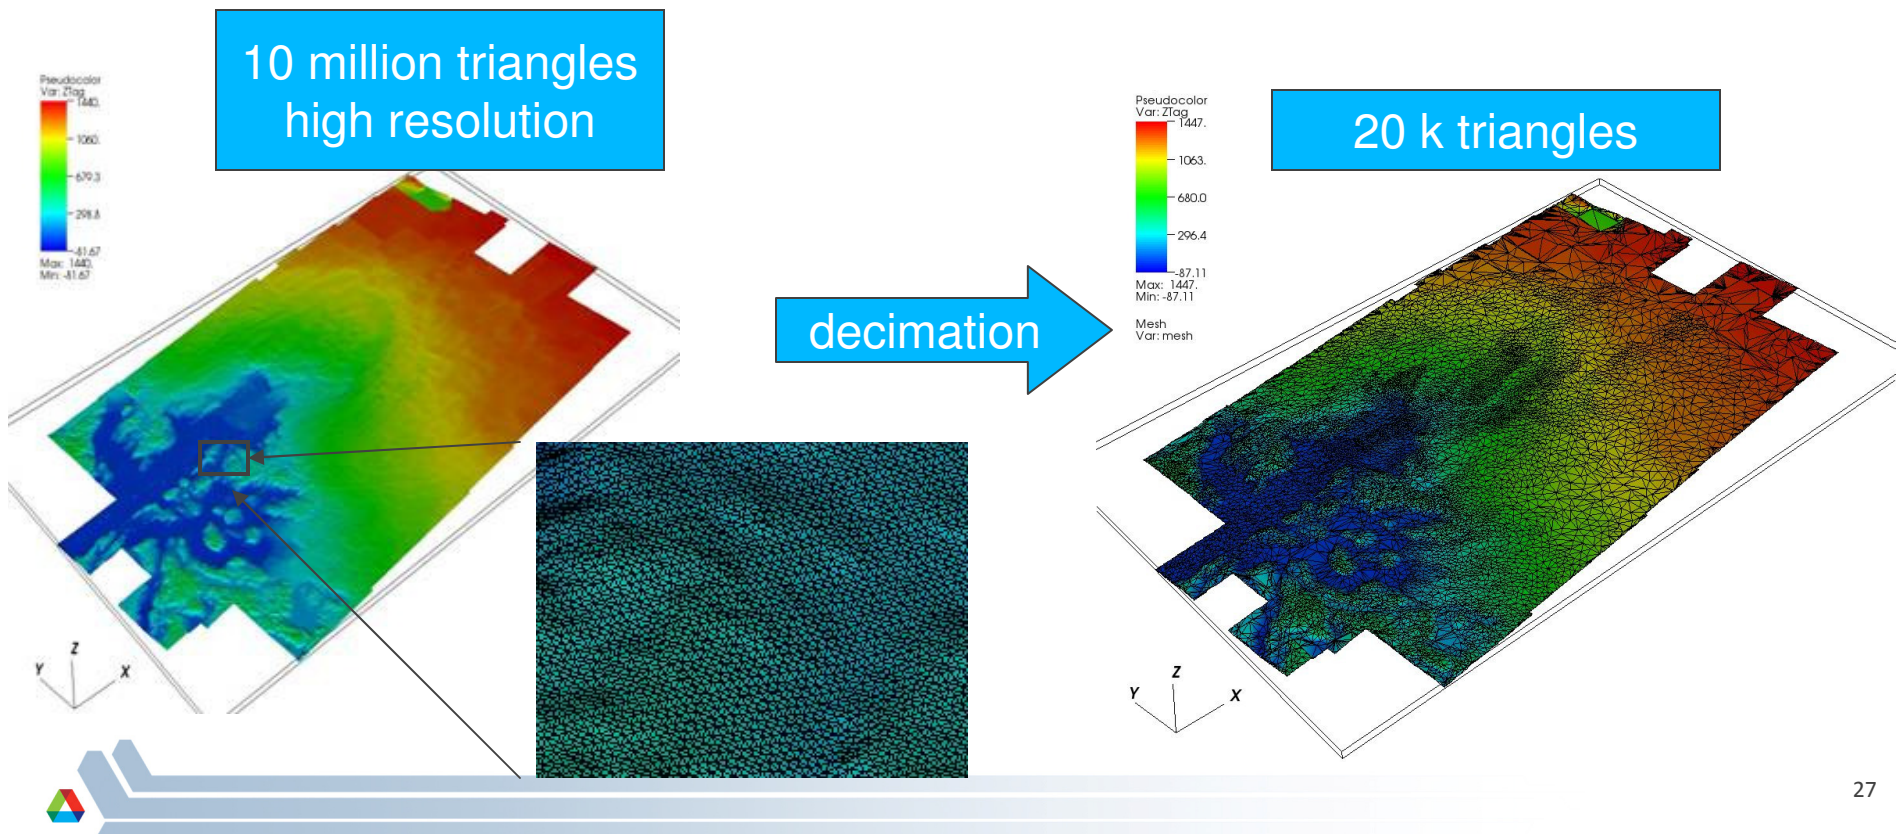 10 million triangles
high resolution
Pseudocolor
Var: ZTag
1440.
1060.
679.3
298.8
-81.67
Max: 1440.
Min: -81.67
Z
Y
X
decimation
20 k triangles
Pseudocolor
Var: ZTag
1447.
1063.
680.0
296.4
-87.11
Max: 1447.
Min: -87.11
Mesh
Var: mesh
Z
Y
X
27